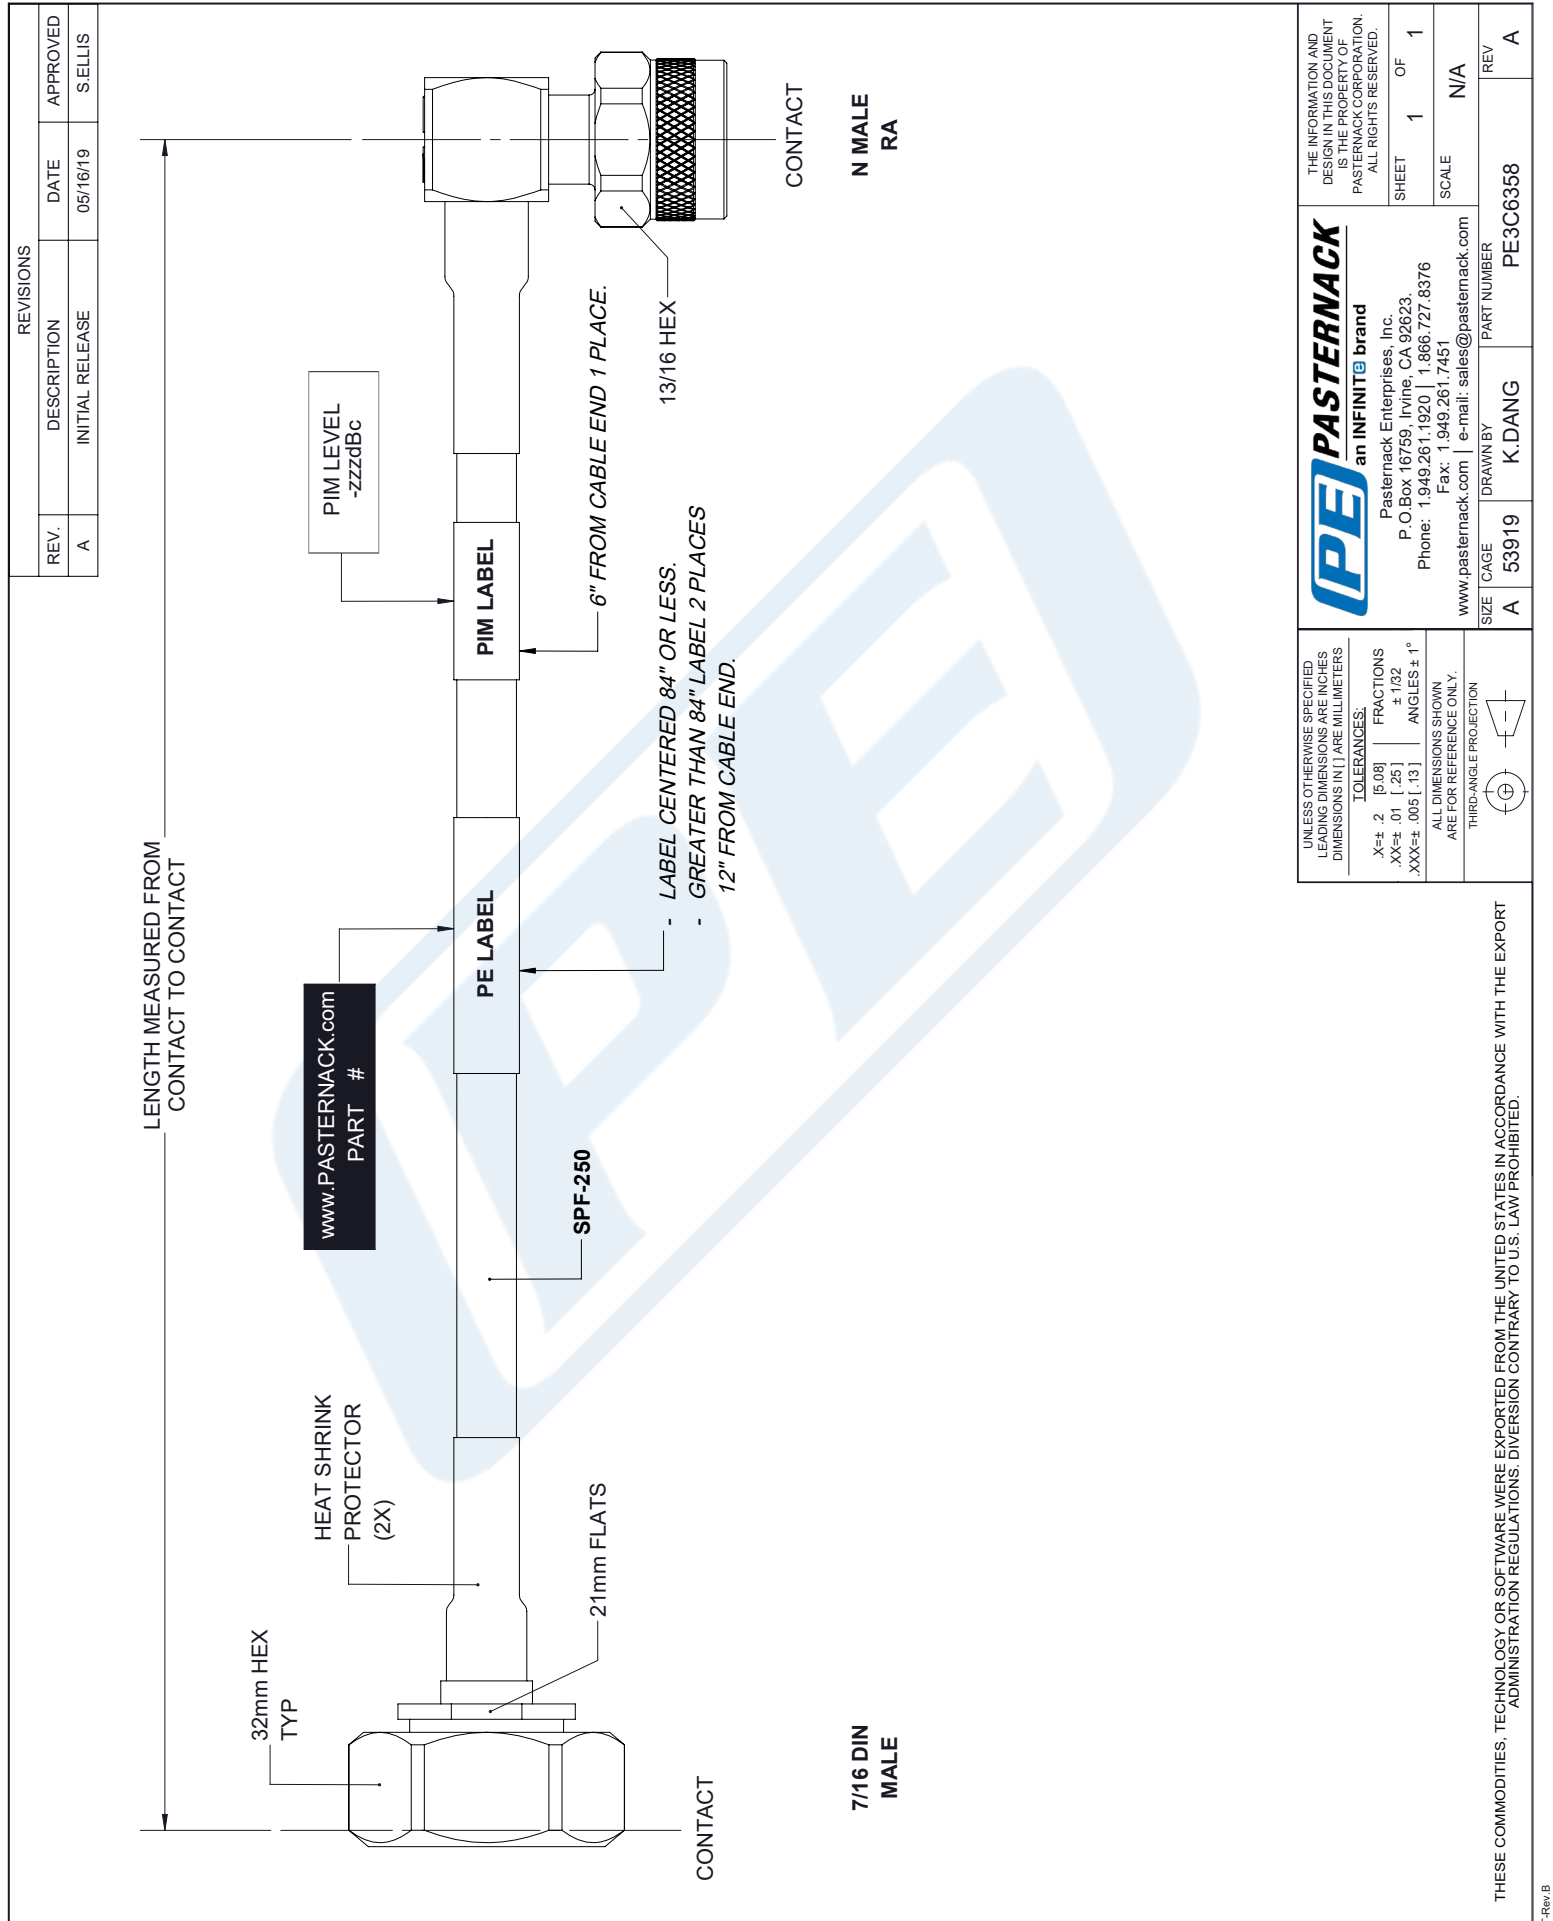 REVISIONS
REV. DESCRIPTION DATE APPROVED
A INITIAL RELEASE 05/16/19 S.ELLIS
LENGTH MEASURED FROM
CONTACT TO CONTACT
32mm HEX
TYP
HEAT SHRINK
PROTECTOR
(2X)
www.PASTERNACK.com
PART #
PIM LEVEL
-zzzdBc
PE LABEL
PIM LABEL
21mm FLATS
SPF-250
- LABEL CENTERED 84" OR LESS.
- GREATER THAN 84" LABEL 2 PLACES
12" FROM CABLE END.
6" FROM CABLE END 1 PLACE.
13/16 HEX
CONTACT
CONTACT
7/16 DIN
MALE
N MALE
RA
PE
THESE COMMODITIES, TECHNOLOGY OR SOFTWARE WERE EXPORTED FROM THE UNITED STATES IN ACCORDANCE WITH THE EXPORT
ADMINISTRATION REGULATIONS. DIVERSION CONTRARY TO U.S. LAW PROHIBITED.
UNLESS OTHERWISE SPECIFIED
LEADING DIMENSIONS ARE INCHES
DIMENSIONS IN [ ] ARE MILLIMETERS
TOLERANCES:
.X=± .2 [5.08] FRACTIONS
.XX=± .01 [ .25 ] ± 1/32
.XXX=± .005 [ .13 ] ANGLES ± 1°
ALL DIMENSIONS SHOWN
ARE FOR REFERENCE ONLY.
THIRD-ANGLE PROJECTION
PE PASTERNACK
an INFINITe brand
Pasternack Enterprises, Inc.
P.O.Box 16759, Irvine, CA 92623.
Phone: 1.949.261.1920 | 1.866.727.8376
Fax: 1.949.261.7451
www.pasternack.com | e-mail: sales@pasternack.com
THE INFORMATION AND
DESIGN IN THIS DOCUMENT
IS THE PROPERTY OF
PASTERNACK CORPORATION.
ALL RIGHTS RESERVED.
SHEET 1 OF 1
SCALE N/A
SIZE A
CAGE 53919
DRAWN BY K.DANG
PART NUMBER PE3C6358
REV A
-Rev.B